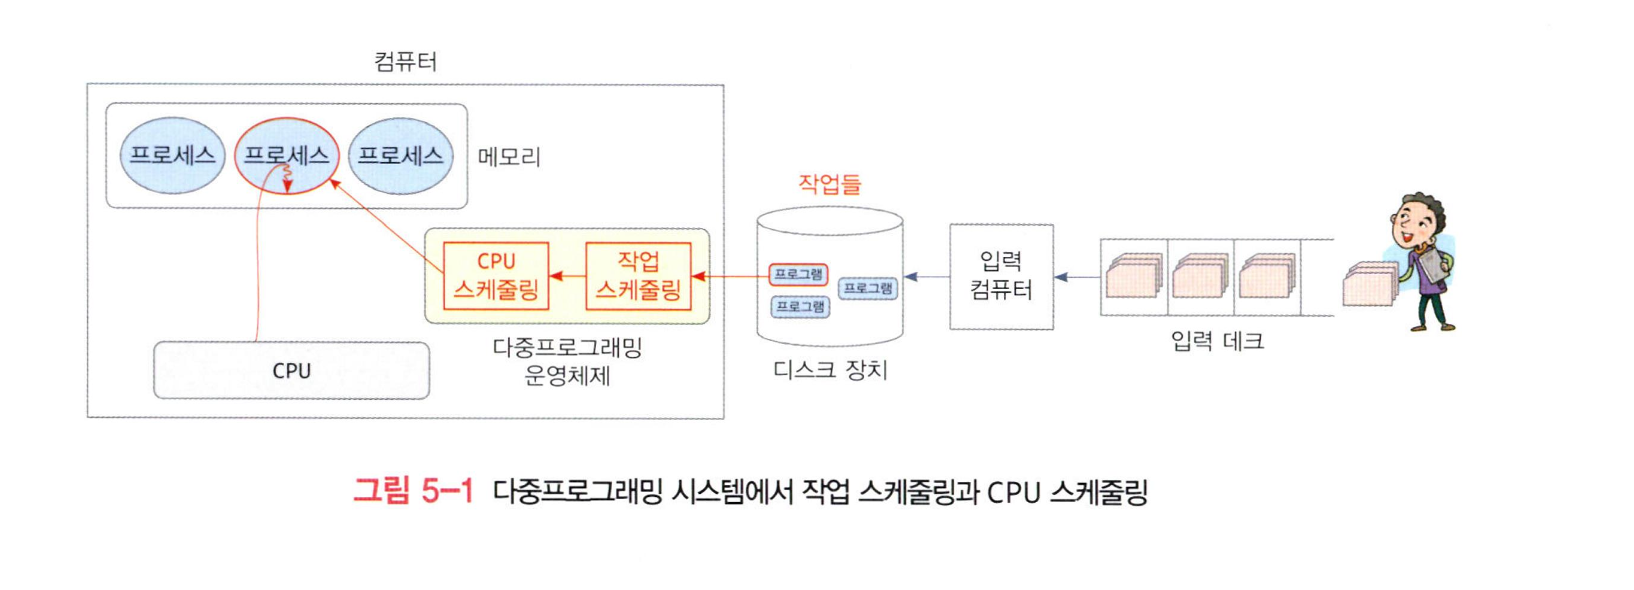 컴퓨터
프로세스
프로세스
프로세스
메모리
CPU
스케줄링
작업
스케줄링
다중프로그래밍
운영체제
CPU
작업들
프로그램
프로그램
프로그램
디스크 장치
입력
컴퓨터
입력 데크
그림 5-1 다중프로그래밍 시스템에서 작업 스케줄링과 CPU 스케줄링